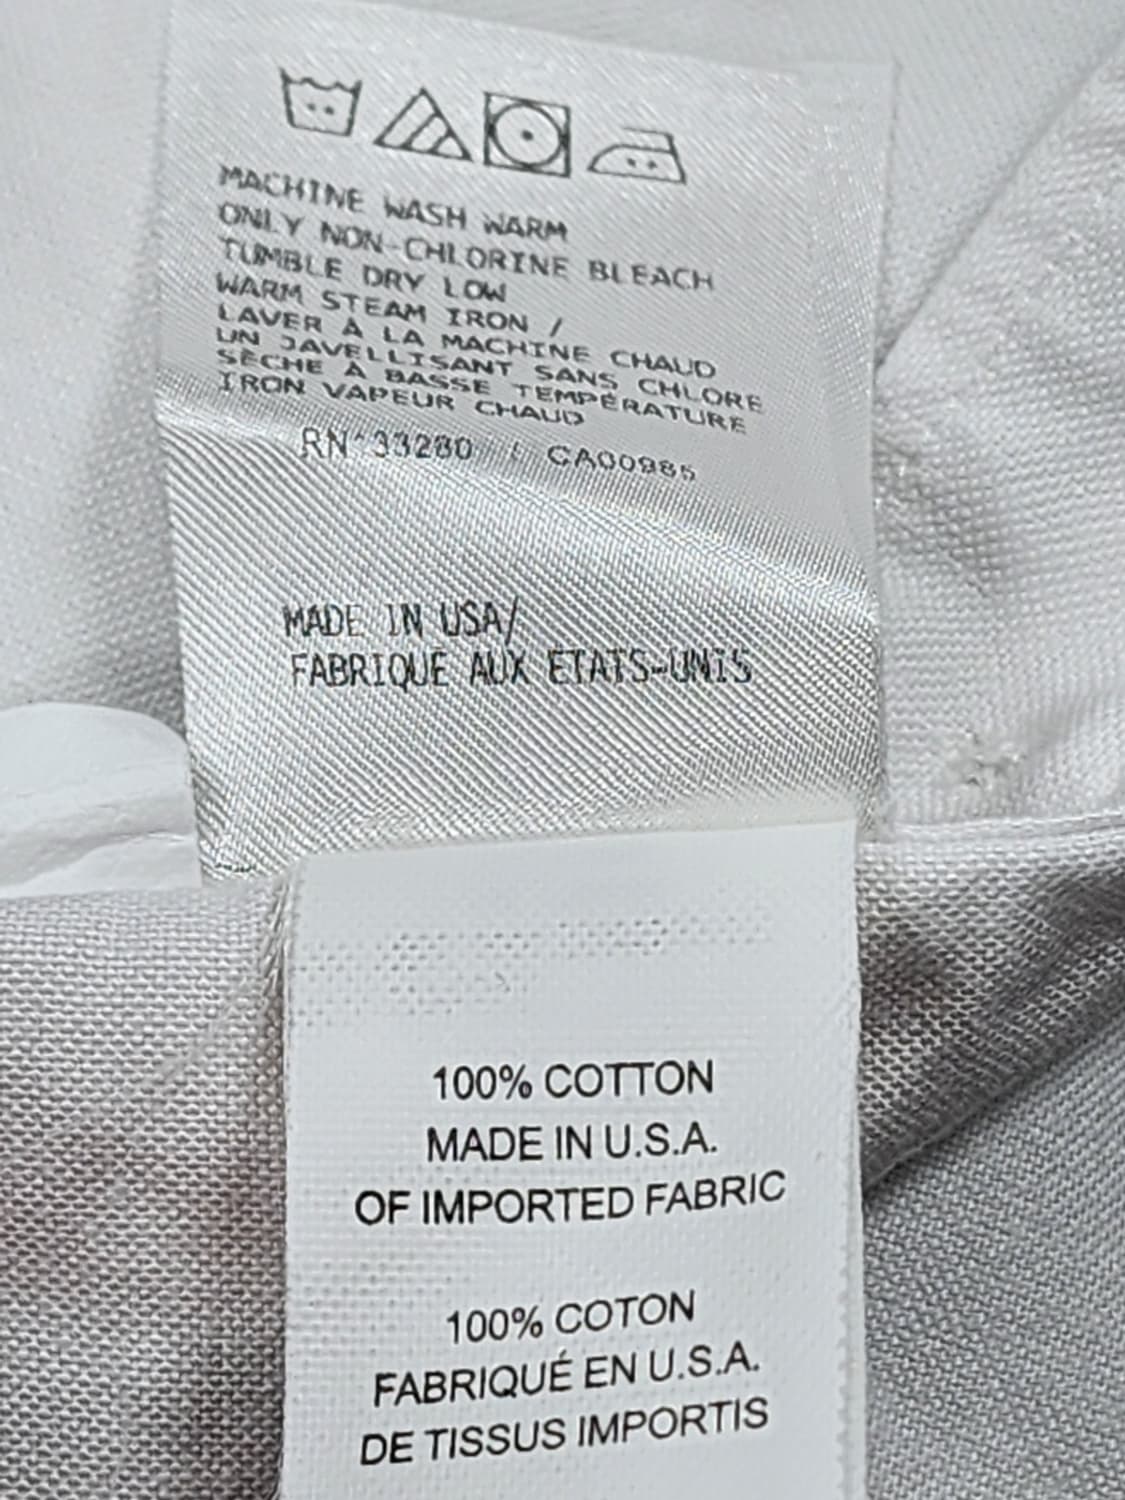 MACHINE WASH WARM
ONLY NON-CHLORINE BLEACH
TUMBLE DRY LOW
WARM STEAM IRON /
LAVER À LA MACHINE CHAUD
UN JAVELLISANT SANS CHLORE
SÈCHE À BASSE TEMPÉRATURE
IRON VAPEUR CHAUD
RN 33280 / CA00985
MADE IN USA/
FABRIQUE AUX ETATS-UNIS
100% COTTON
MADE IN U.S.A.
OF IMPORTED FABRIC
100% COTON
FABRIQUÉ EN U.S.A.
DE TISSUS IMPORTIS